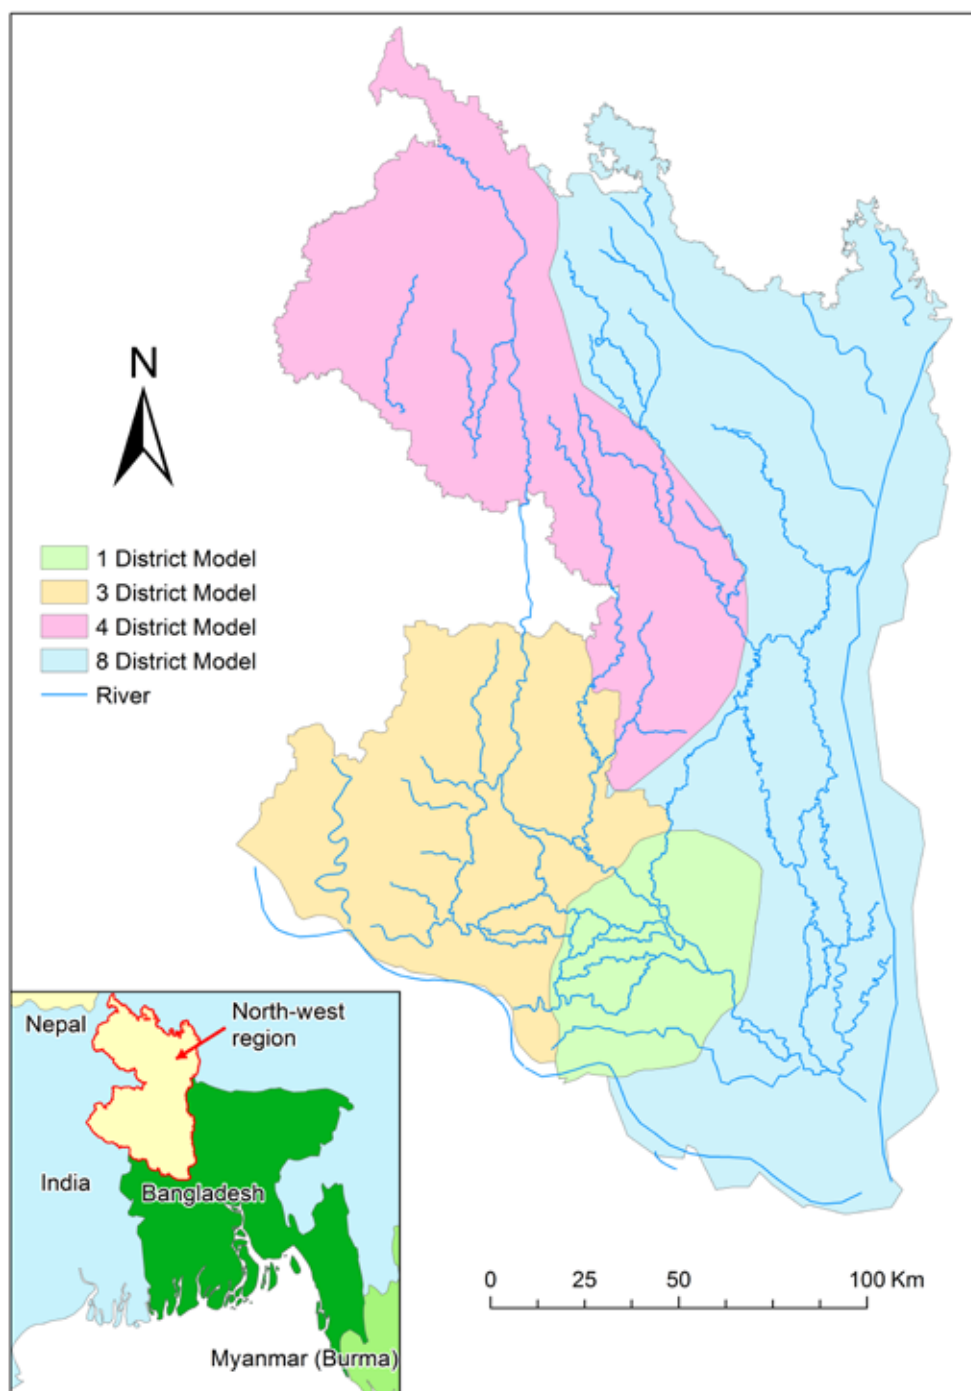 N
1 District Model
3 District Model
4 District Model
8 District Model
River
Nepal
North-west
region
India
Bangladesh
Myanmar (Burma)
0 25 50 100 Km